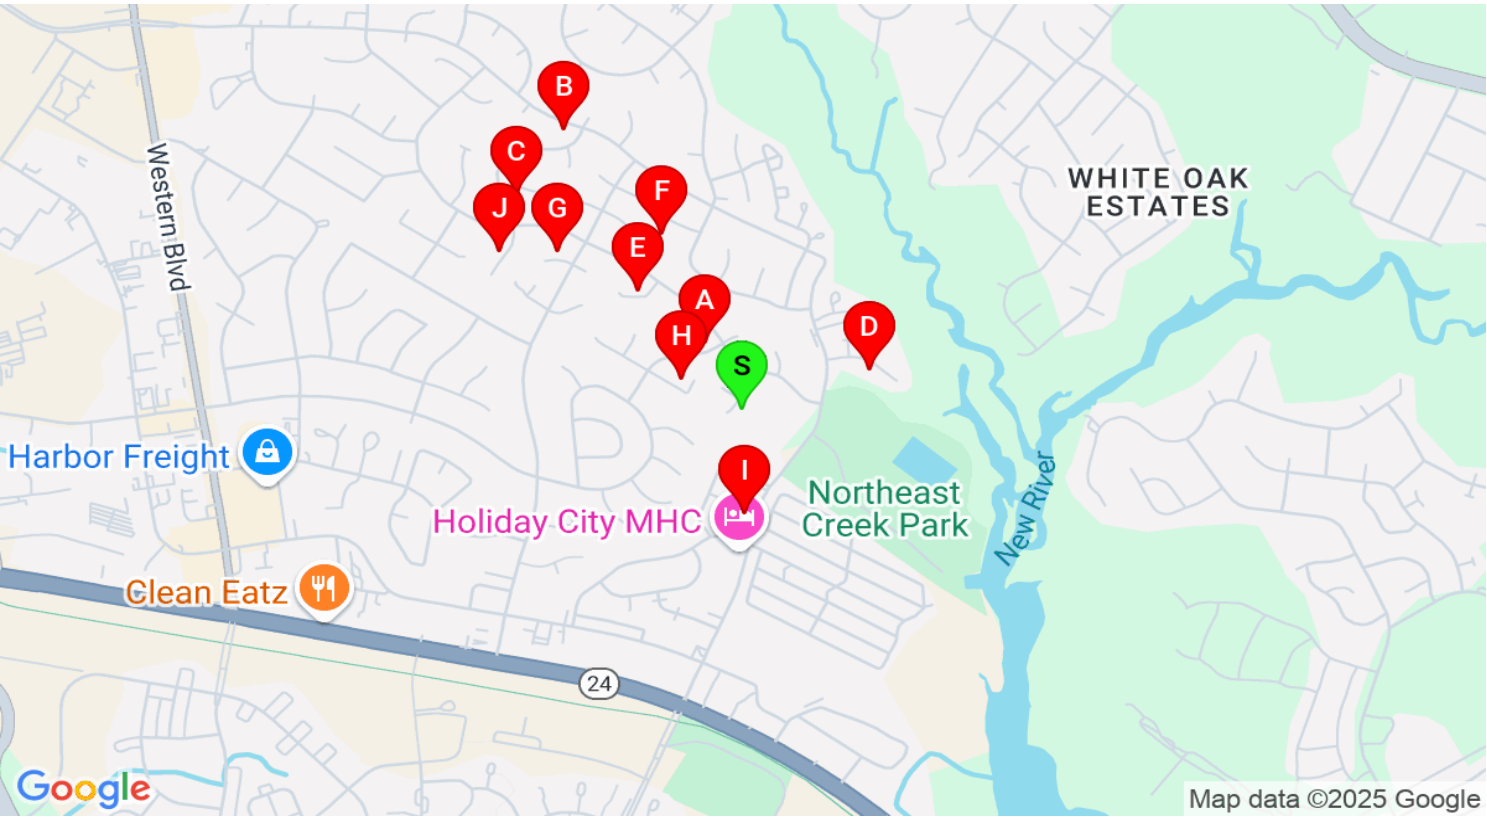 B
C
F
J
G
E
A
H
D
S
I
Western Blvd
WHITE OAK
ESTATES
Harbor Freight
Holiday City MHC
Northeast
Creek Park
New River
Clean Eatz
24
Google
Map data ©2025 Google